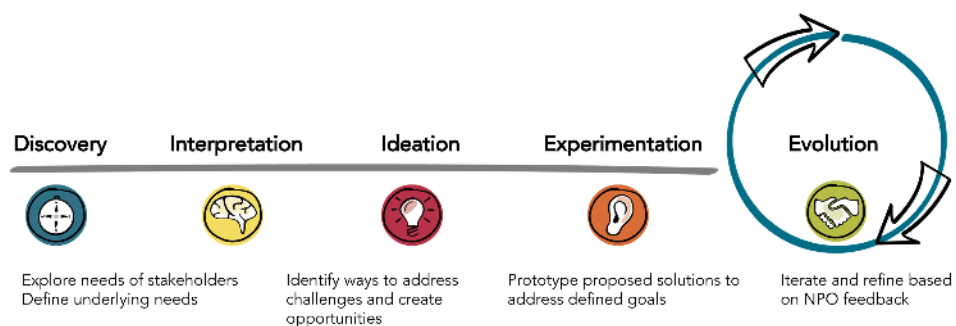 Discovery
Interpretation
Ideation
Experimentation
Evolution
Explore needs of stakeholders
Define underlying needs
Identify ways to address
challenges and create
opportunities
Prototype proposed solutions to
address defined goals
Iterate and refine based
on NPO feedback